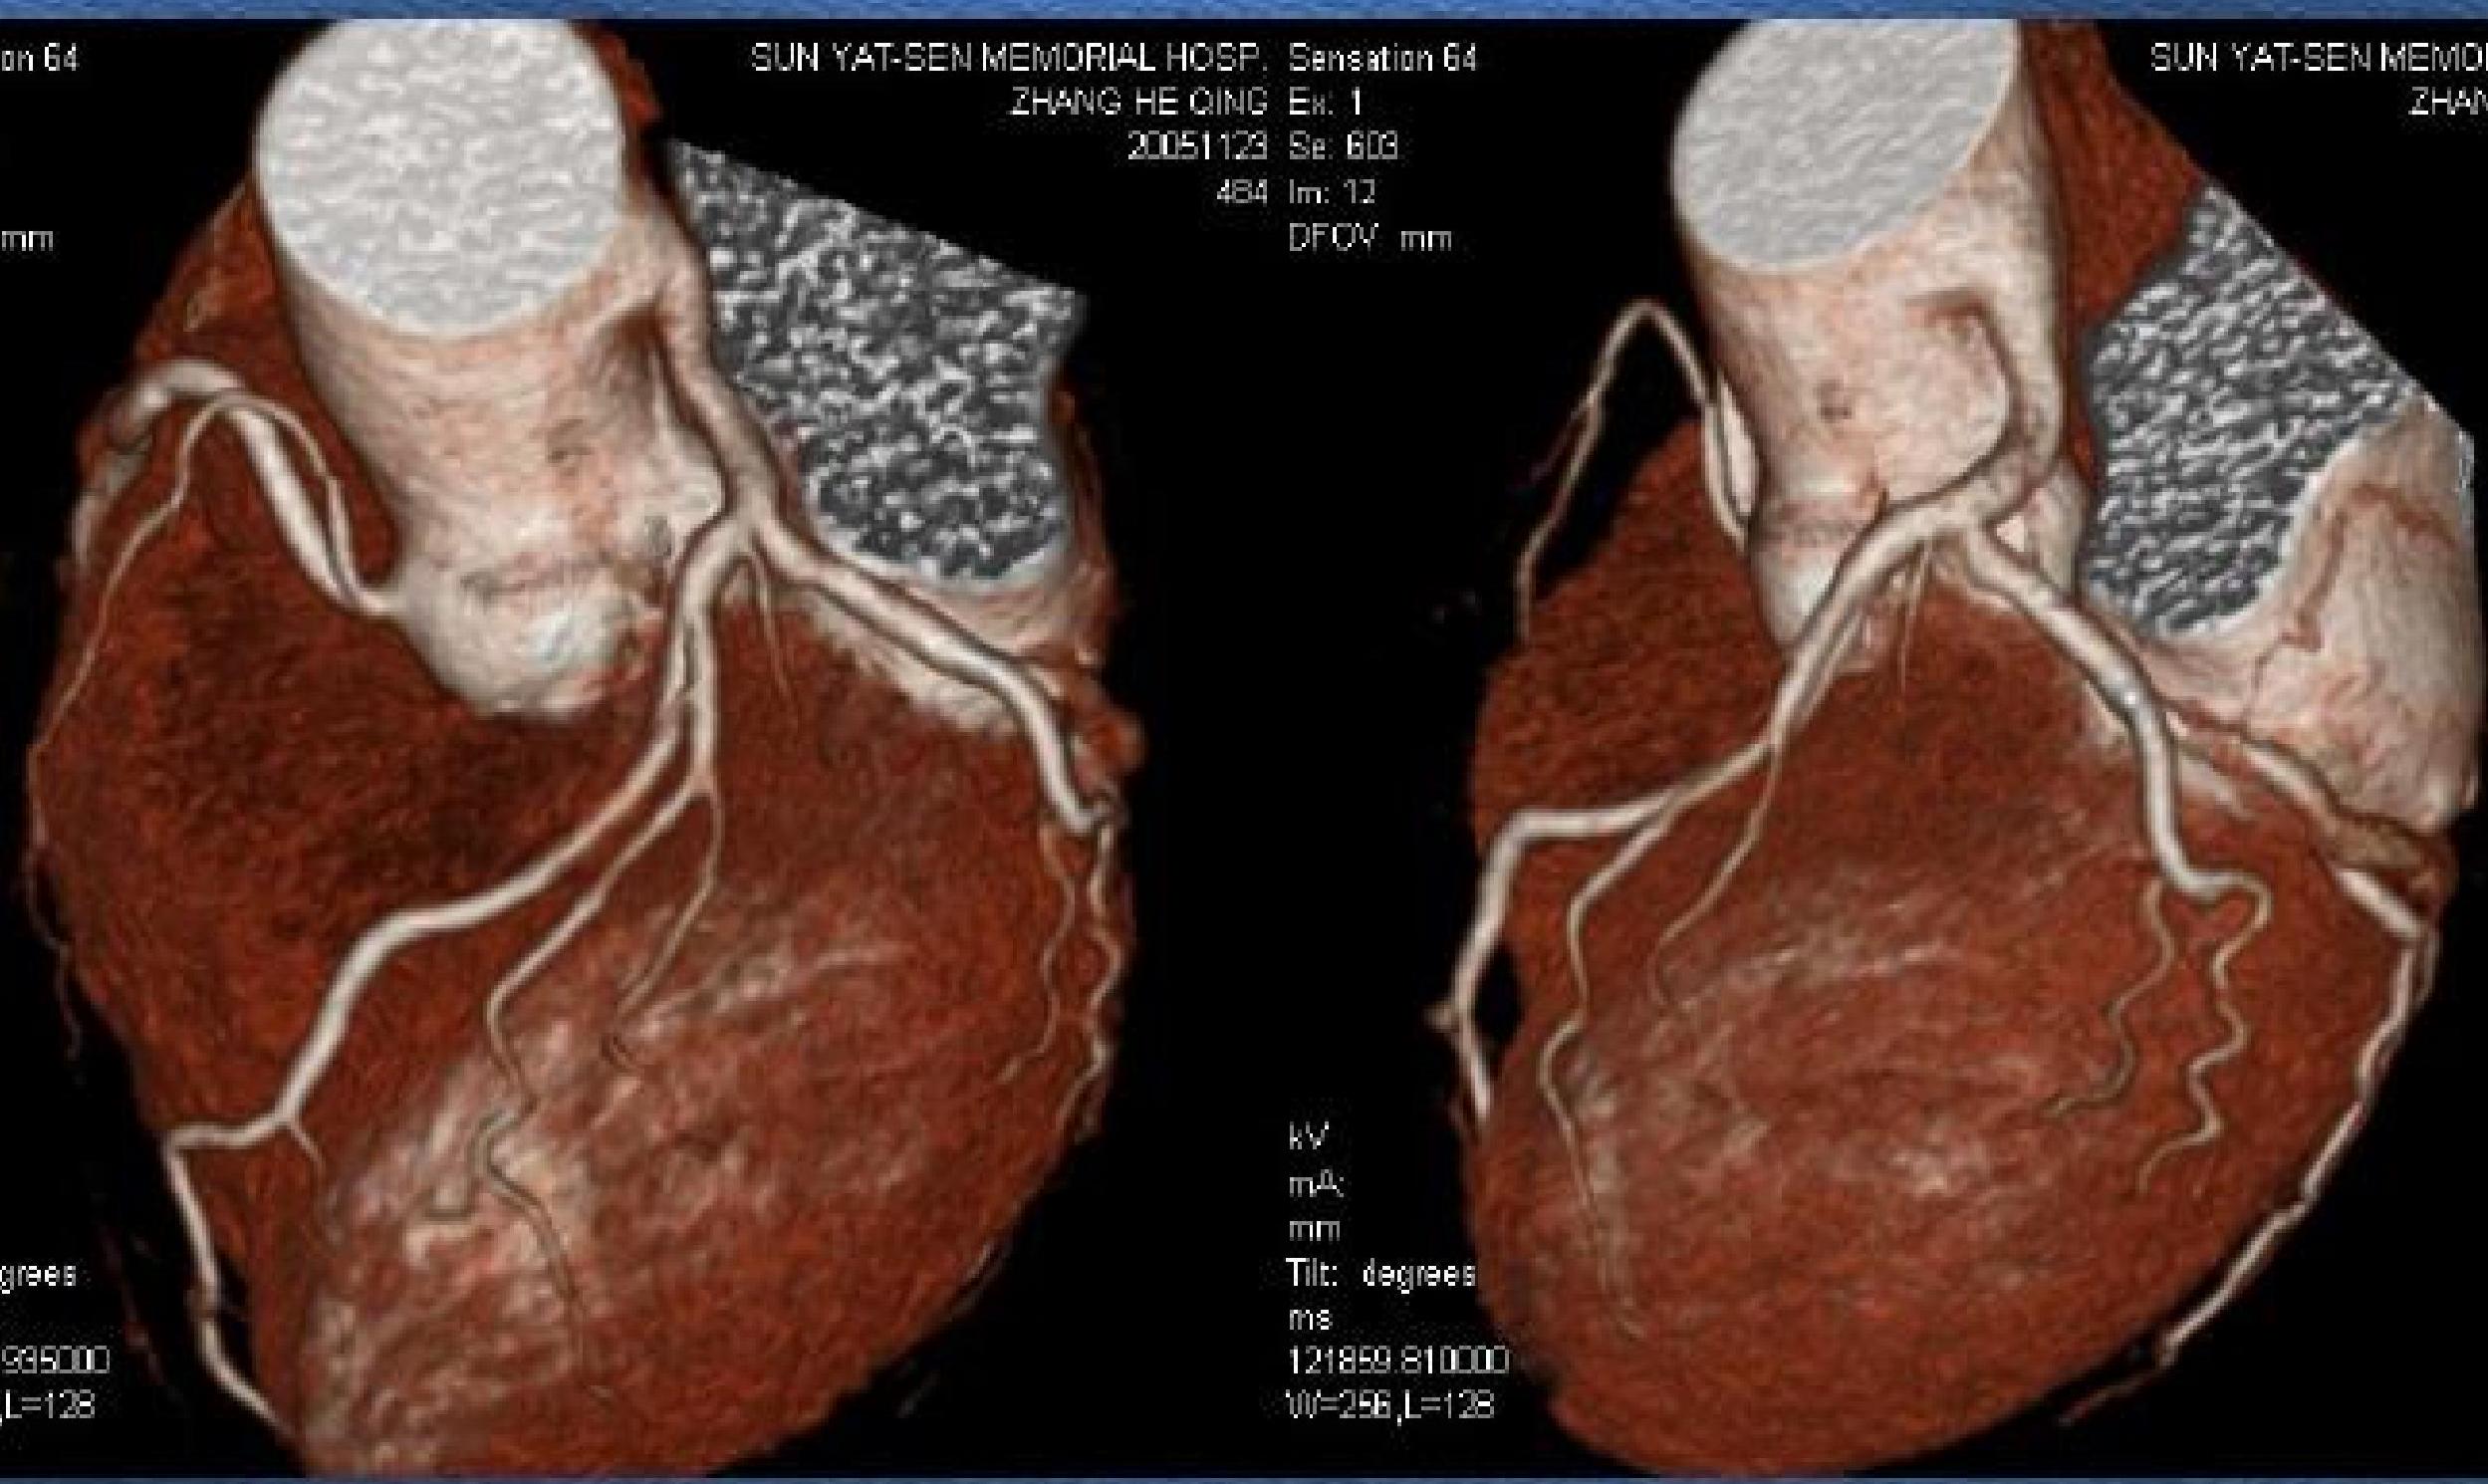 on 64
mm
grees
935000
,L=128
SUN YAT-SEN MEMORIAL HOSP.
ZHANG HE QING
20051123
484
Sensation 64
Ex: 1
Se: 603
Im: 12
DFOV mm
kV
mA:
mm
Tilt: degrees
ms
121859.810000
W=256,L=128
SUN YAT-SEN MEMO
ZHAN